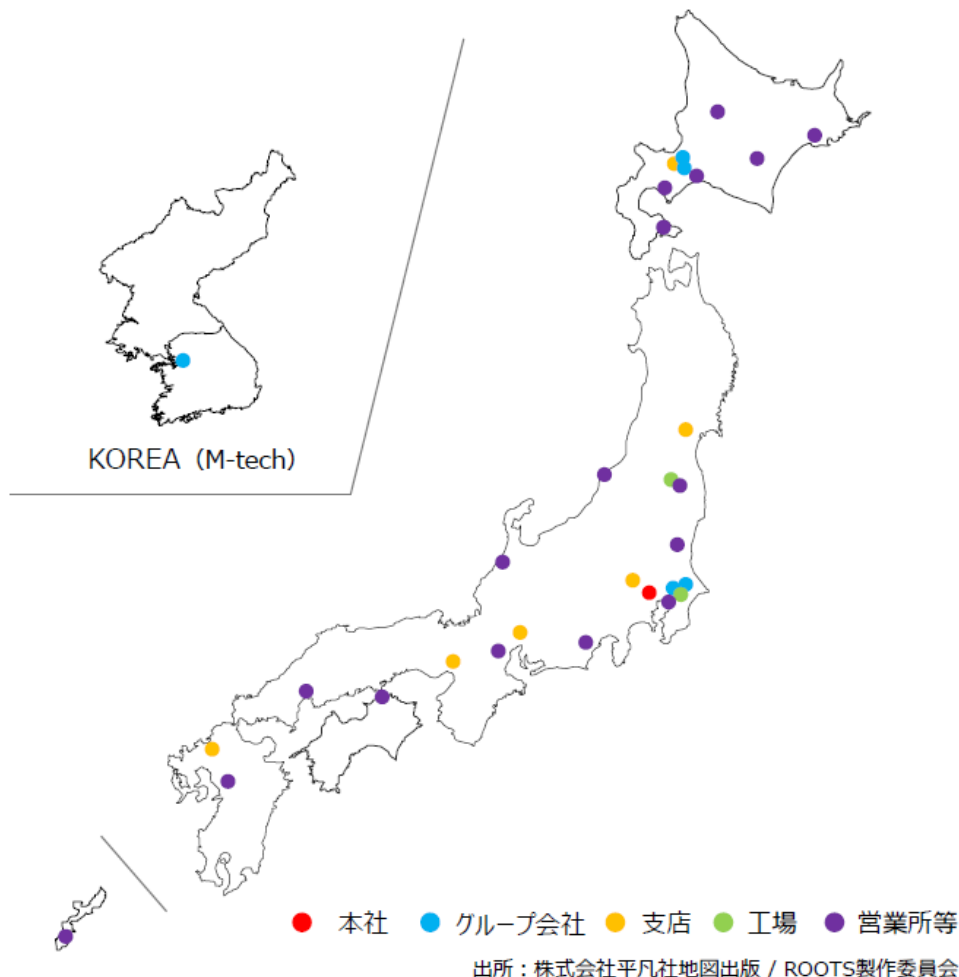 KOREA（M-tech）
本社 グループ会社 支店 工場 営業所等
出所：株式会社平凡社地図出版 / ROOTS製作委員会